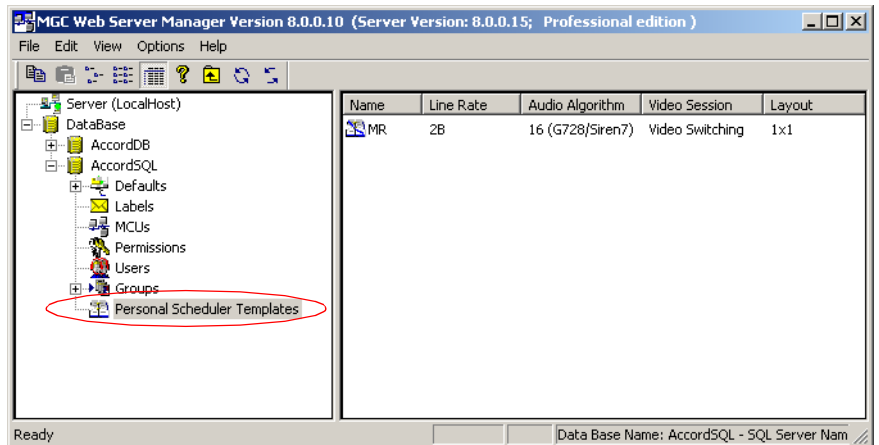 MGC Web Server Manager Version 8.0.0.10 (Server Version: 8.0.0.15; Professional edition )
File Edit View Options Help
Server (LocalHost)
DataBase
AccordDB
AccordSQL
Defaults
Labels
MCUs
Permissions
Users
Groups
Personal Scheduler Templates
Name Line Rate Audio Algorithm Video Session Layout
MR 2B 16 (G728/Siren7) Video Switching 1x1
Ready Data Base Name: AccordSQL - SQL Server Nam